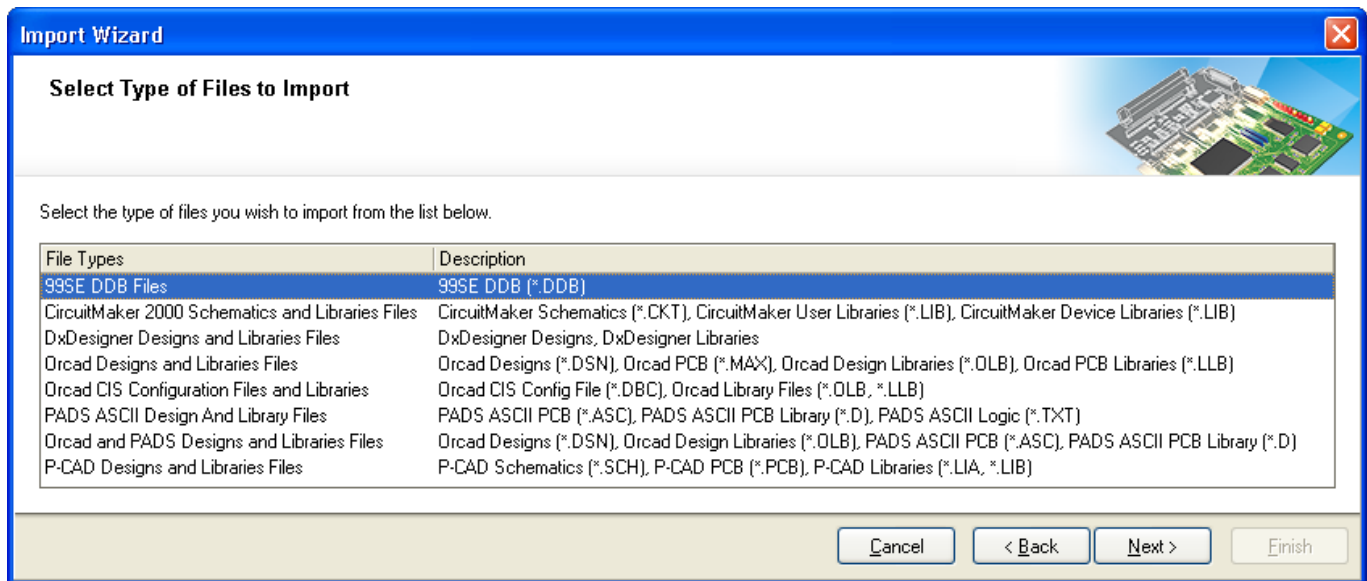 Import Wizard
Select Type of Files to Import
Select the type of files you wish to import from the list below.
File Types Description
99SE DDB Files 99SE DDB (*.DDB)
CircuitMaker 2000 Schematics and Libraries Files CircuitMaker Schematics (*.CKT), CircuitMaker User Libraries (*.LIB), CircuitMaker Device Libraries (*.LIB)
DxDesigner Designs and Libraries Files DxDesigner Designs, DxDesigner Libraries
Orcad Designs and Libraries Files Orcad Designs (*.DSN), Orcad PCB (*.MAX), Orcad Design Libraries (*.OLB), Orcad PCB Libraries (*.LLB)
Orcad CIS Configuration Files and Libraries Orcad CIS Config File (*.DBC), Orcad Library Files (*.OLB, *.LLB)
PADS ASCII Design And Library Files PADS ASCII PCB (*.ASC), PADS ASCII PCB Library (*.D), PADS ASCII Logic (*.TXT)
Orcad and PADS Designs and Libraries Files Orcad Designs (*.DSN), Orcad Design Libraries (*.OLB), PADS ASCII PCB (*.ASC), PADS ASCII PCB Library (*.D)
P-CAD Designs and Libraries Files P-CAD Schematics (*.SCH), P-CAD PCB (*.PCB), P-CAD Libraries (*.LIA, *.LIB)
Cancel < Back Next > Finish